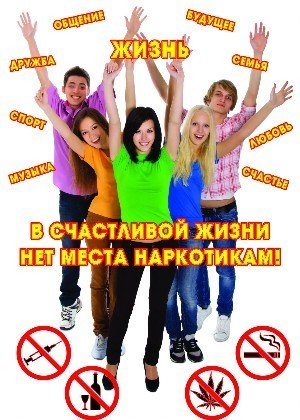 ОБЩЕНИЕ
БУДУЩЕЕ
ДРУЖБА
ЖИЗНЬ
СЕМЬЯ
СПОРТ
ЛЮБОВЬ
МУЗЫКА
СЧАСТЬЕ
В СЧАСТЛИВОЙ ЖИЗНИ
НЕТ МЕСТА НАРКОТИКАМ!